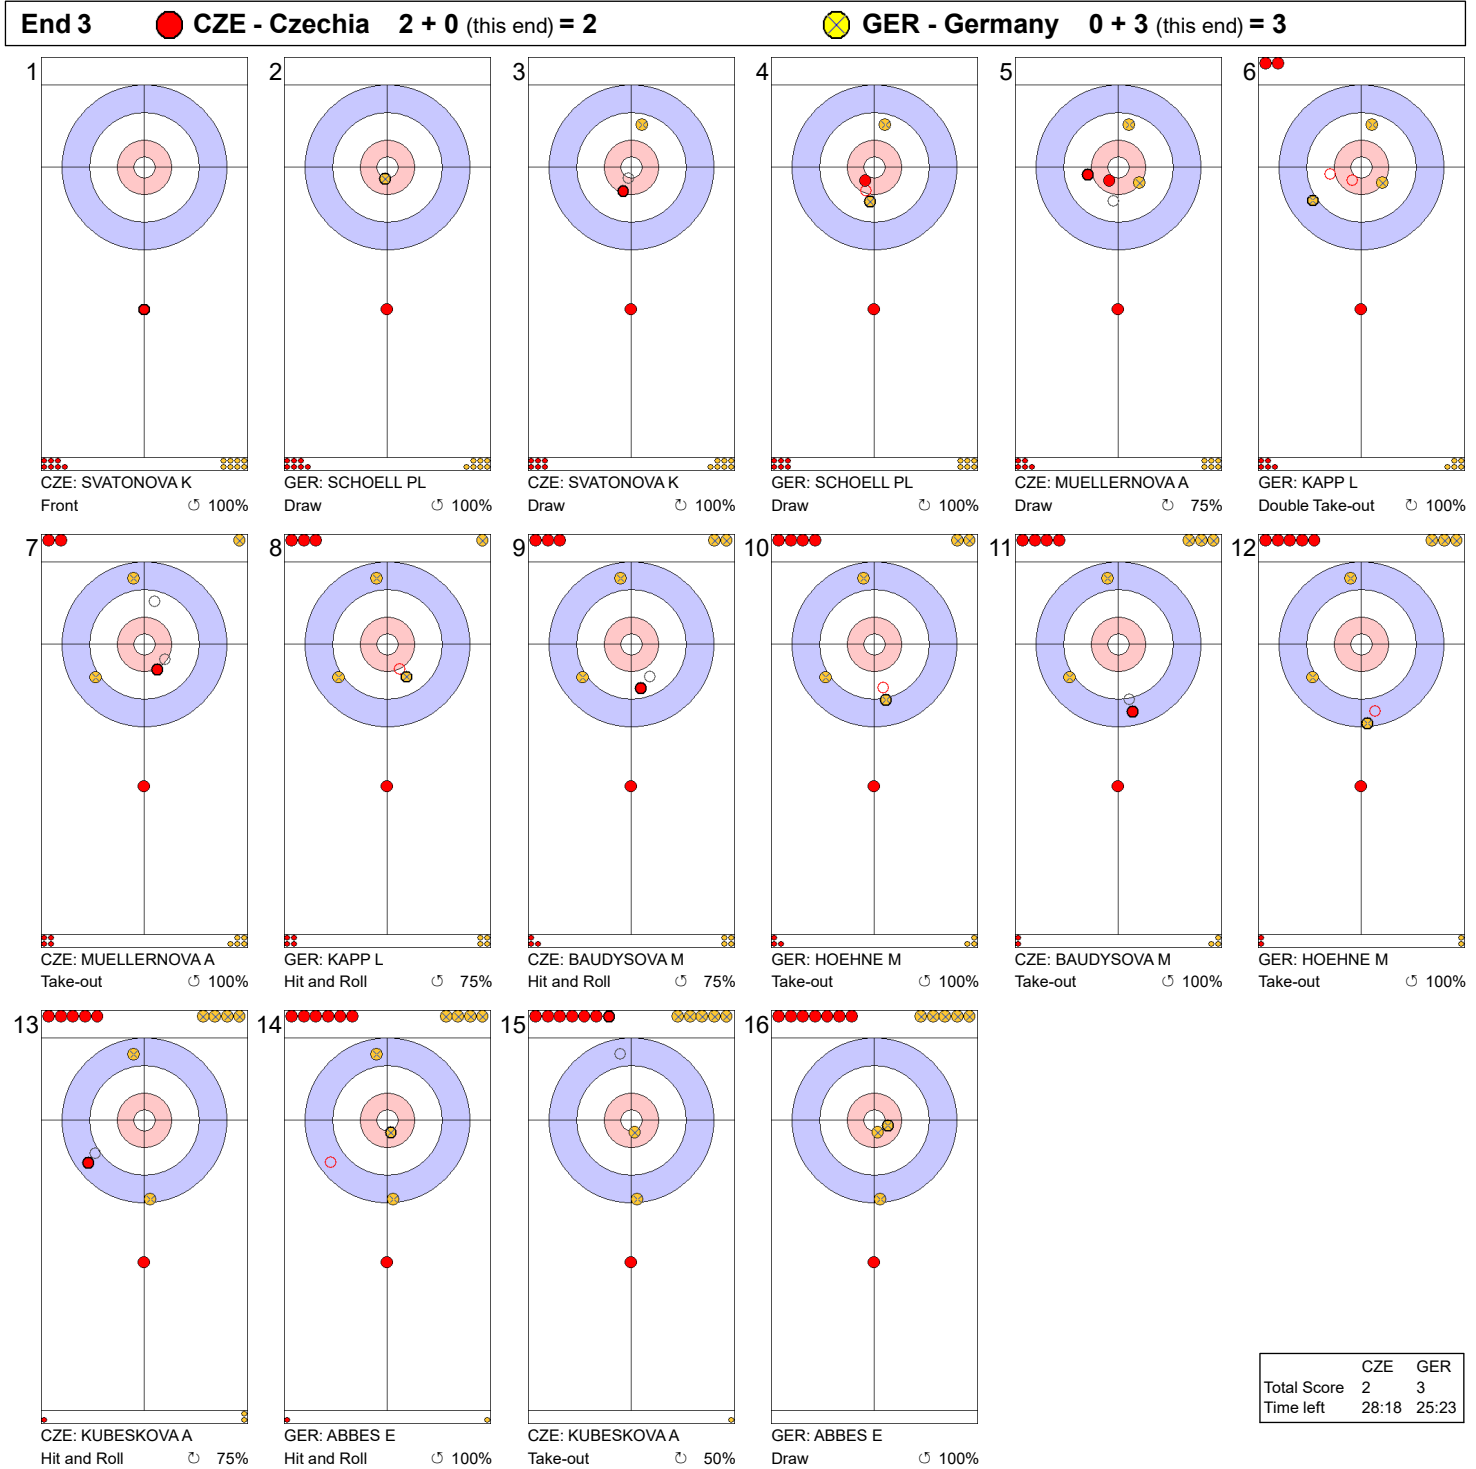 End 3 CZE - Czechia 2 + 0 (this end) = 2 GER - Germany 0 + 3 (this end) = 3
1 2 3 4 5 6
CZE: SVATONOVA K GER: SCHOELL PL CZE: SVATONOVA K GER: SCHOELL PL CZE: MUELLERNOVA A GER: KAPP L
Front ↺ 100% Draw ↺ 100% Draw ↻ 100% Draw ↺ 100% Draw ↻ 75% Double Take-out ↻ 100%
7 8 9 10 11 12
CZE: MUELLERNOVA A GER: KAPP L CZE: BAUDYSOVA M GER: HOEHNE M CZE: BAUDYSOVA M GER: HOEHNE M
Take-out ↺ 100% Hit and Roll ↺ 75% Hit and Roll ↺ 75% Take-out ↺ 100% Take-out ↺ 100% Take-out ↺ 100%
13 14 15 16
CZE: KUBESKOVA A GER: ABBES E CZE: KUBESKOVA A GER: ABBES E
Hit and Roll ↻ 75% Hit and Roll ↺ 100% Take-out ↻ 50% Draw ↻ 100%
CZE GER
Total Score 2 3
Time left 28:18 25:23